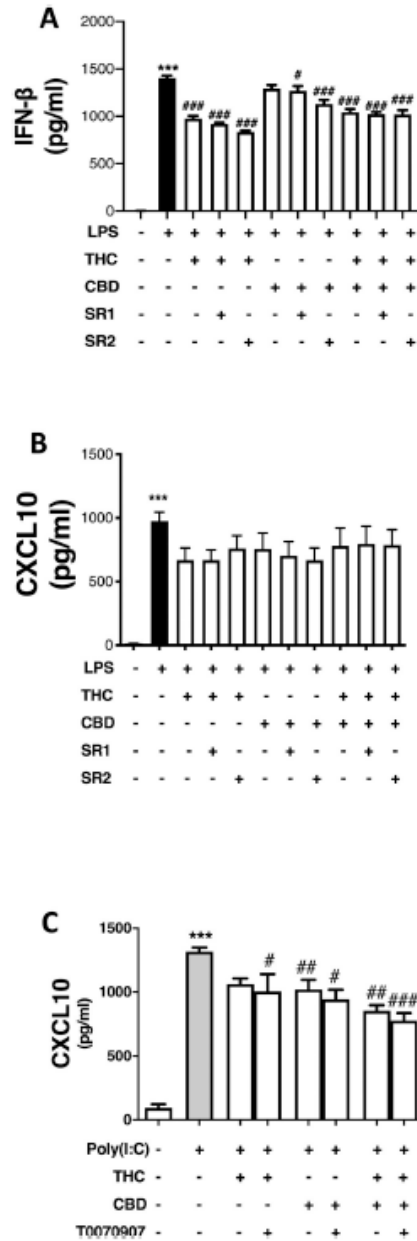 A
IFN-β
(pg/ml)
2000
1500
1000
500
0
*** ### ### ### # ### ### ### ###
LPS - + + + + + + + + + +
THC - - + + + - - - + + +
CBD - - - - - + + + + + +
SR1 - - - + - - + - - + -
SR2 - - - - + - - + - - +
B
CXCL10
(pg/ml)
1500
1000
500
0
***
LPS - + + + + + + + + + +
THC - - + + + - - - + + +
CBD - - - - - + + + + + +
SR1 - - - + - - + - - + -
SR2 - - - - + - - + - - +
C
CXCL10
(pg/ml)
1500
1000
500
0
*** # ## # ## ###
Poly(I:C) - + + + + + + +
THC - - + + - - + +
CBD - - - - + + + +
T0070907 - - - + - + - +